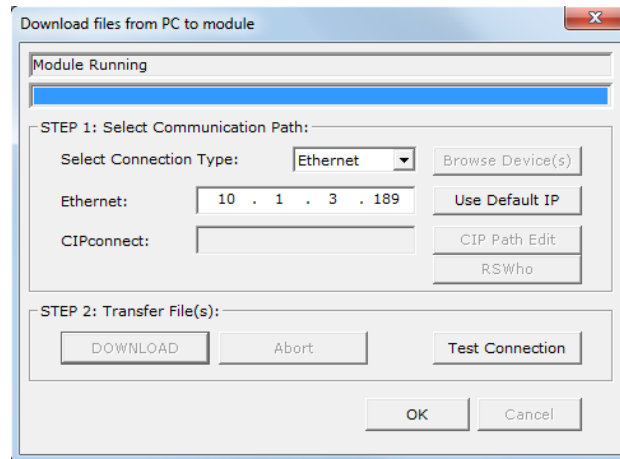 Download files from PC to module
Module Running
STEP 1: Select Communication Path:
Select Connection Type: Ethernet Browse Device(s)
Ethernet: 10 . 1 . 3 . 189 Use Default IP
CIPconnect: CIP Path Edit
RSWho
STEP 2: Transfer File(s):
DOWNLOAD Abort Test Connection
OK Cancel